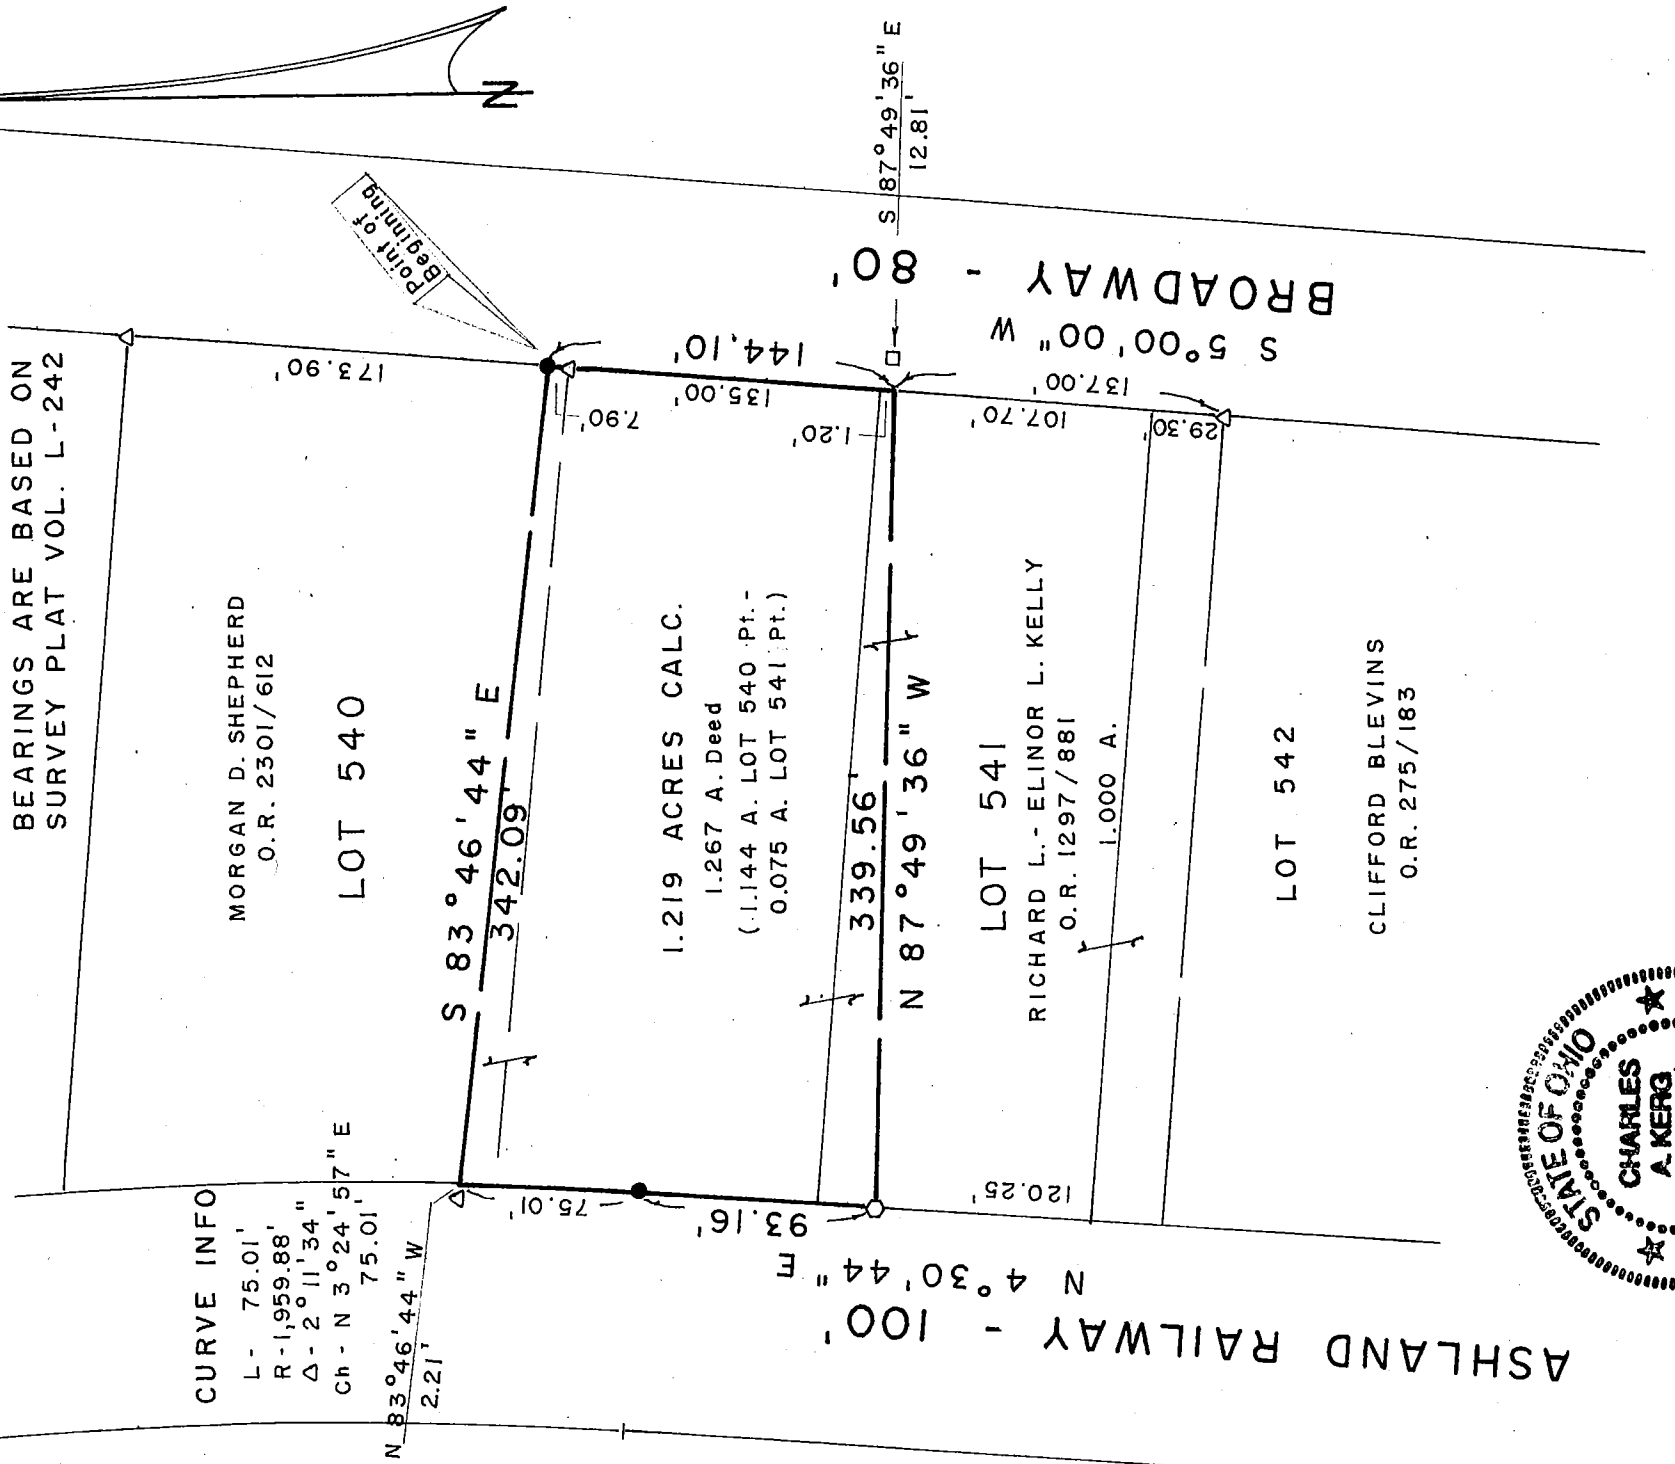 BEARINGS ARE BASED ON
SURVEY PLAT VOL. L-242
N
Point of
Beginning
S 87°49'36" E
12.81'
BROADWAY - 80'
S 5°00'00" W
173.90'
144.10'
137.00'
7.90'
135.00'
1.20'
107.70'
29.30'
MORGAN D. SHEPHERD
O.R. 2301/612
LOT 540
S 83°46'44" E
342.09'
1.219 ACRES CALC.
1.267 A. Deed
(1.144 A. LOT 540 Pt.-
0.075 A. LOT 541 Pt.)
339.56'
N 87°49'36" W
LOT 541
RICHARD L.- ELINOR L. KELLY
O.R. 1297/881
1.000 A.
LOT 542
CLIFFORD BLEVINS
O.R. 275/183
CURVE INFO
L - 75.01'
R - 1,959.88'
Δ - 2°11'34"
Ch - N 3°24'57" E
75.01'
N 83°46'44" W
2.21'
75.01'
93.16'
120.25'
N 4°30'44" E
ASHLAND RAILWAY - 100'
STATE OF OHIO
CHARLES
A. KERG